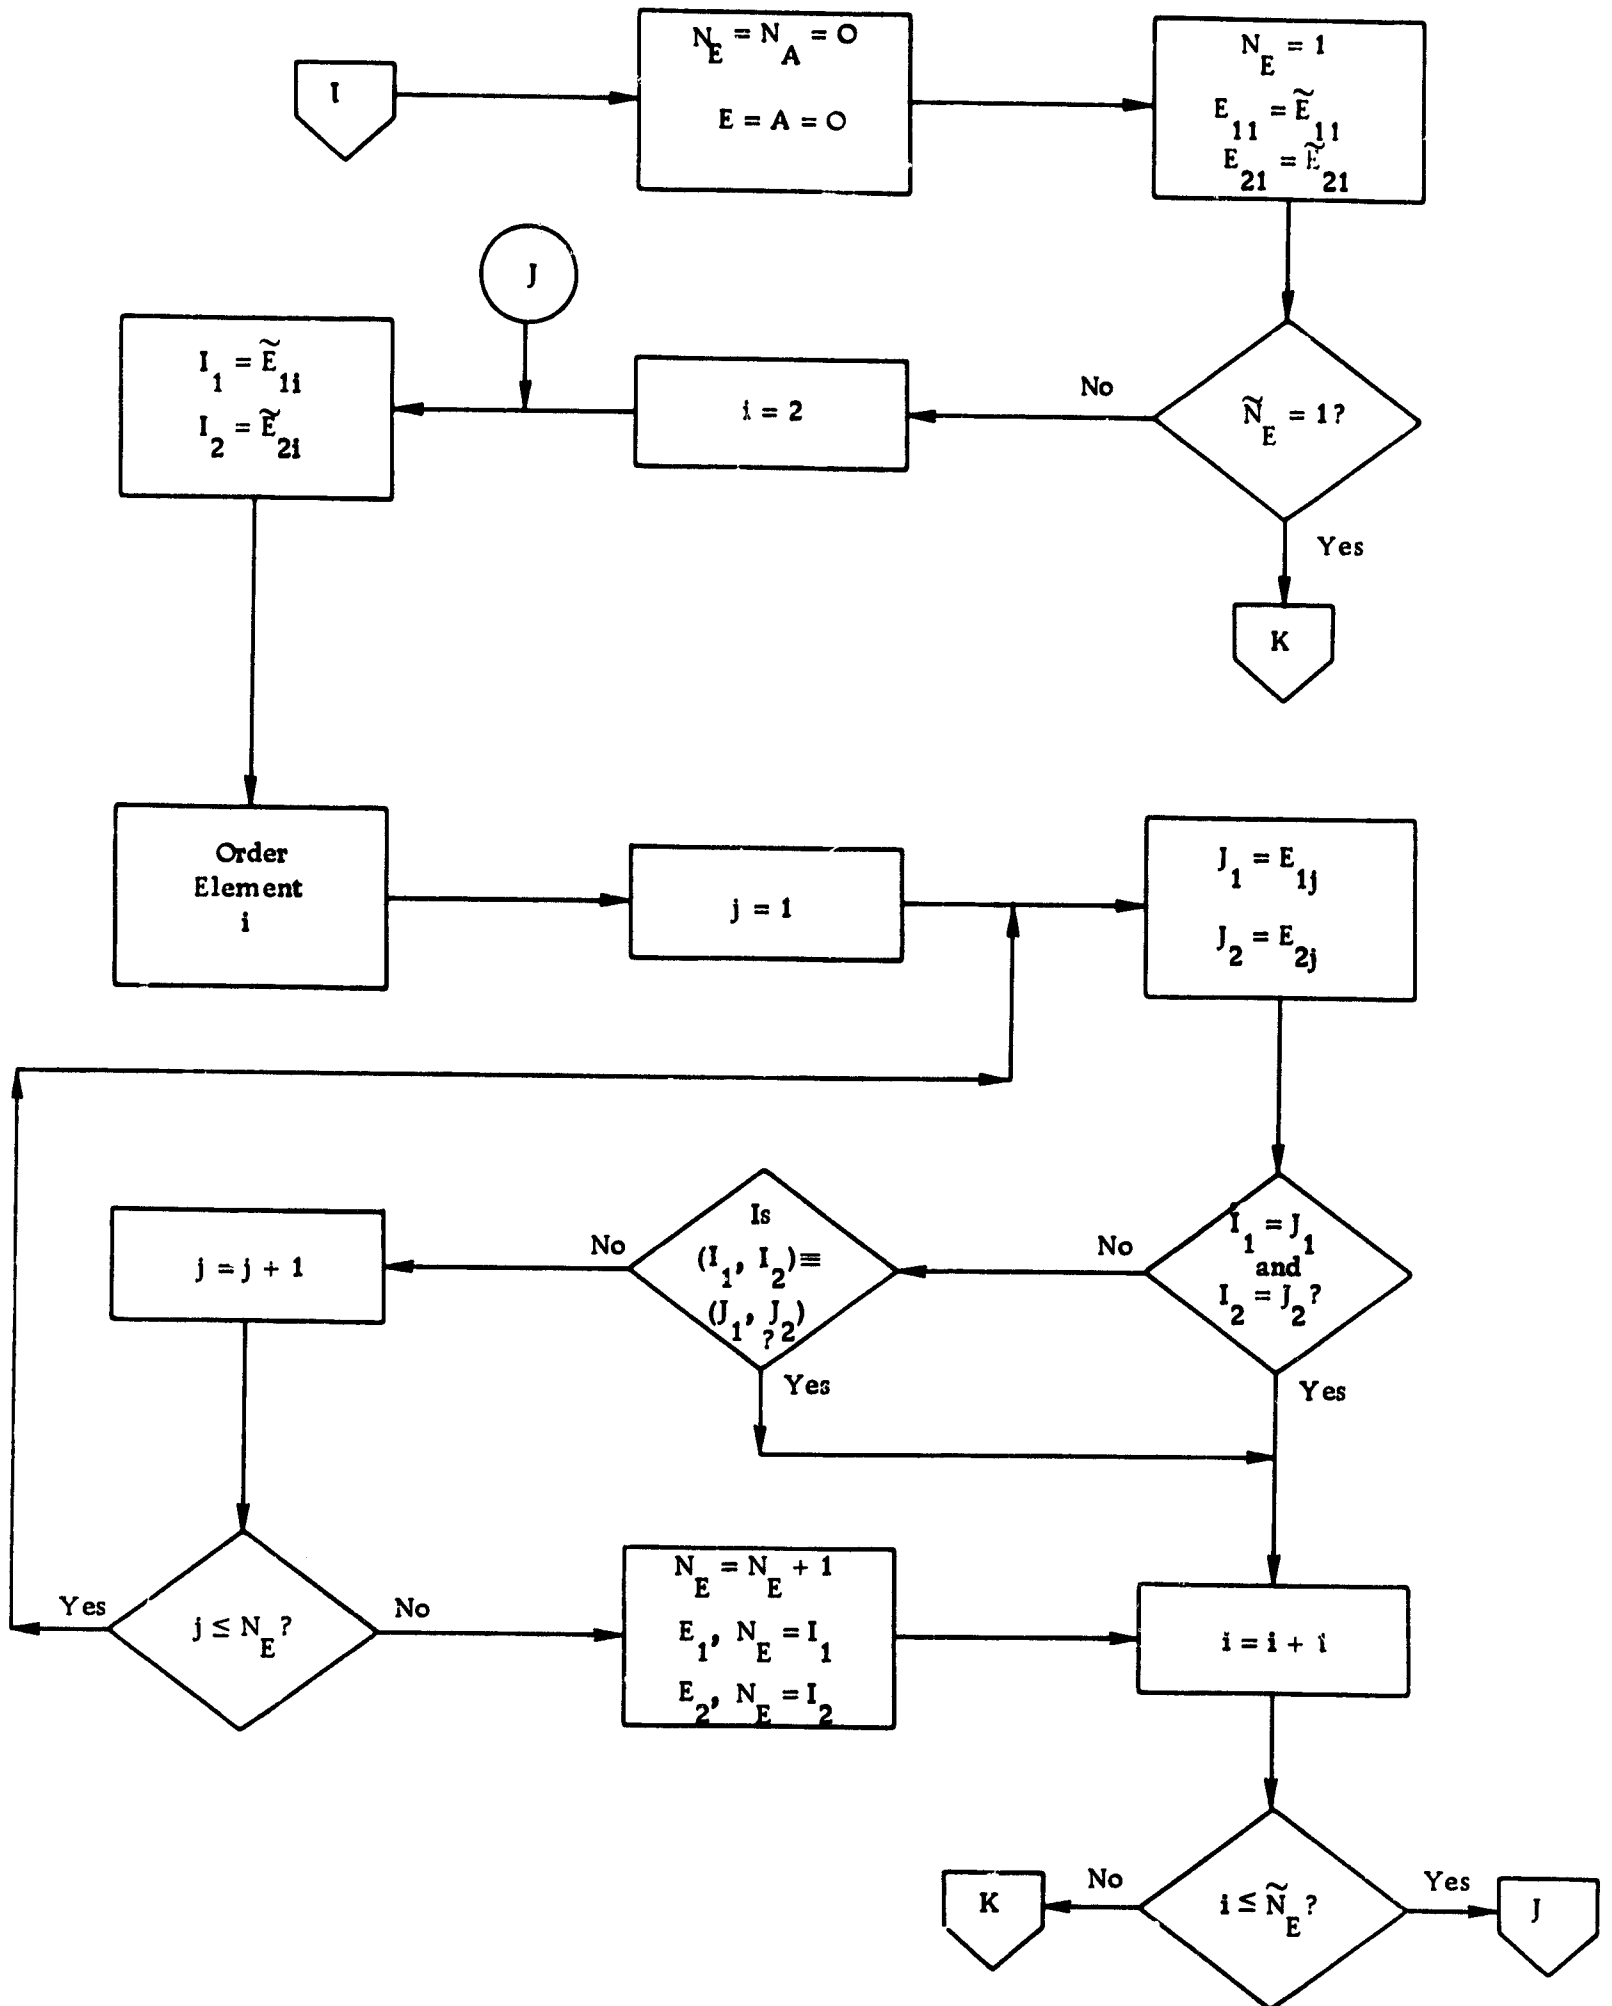 I
N_E = N_A = O
E = A = O
N_E = 1
E_11 = Ẽ_11
E_21 = Ẽ_21
J
I_1 = Ẽ_1i
I_2 = Ẽ_2i
i = 2
No
Ñ_E = 1?
Yes
K
Order
Element
i
j = 1
J_1 = E_1j
J_2 = E_2j
j = j + 1
No
Is
(I_1, I_2) ≡
(J_1, J_2)
?
Yes
No
I_1 = J_1
and
I_2 = J_2?
Yes
Yes
j ≤ N_E?
No
N_E = N_E + 1
E_1, N_E = I_1
E_2, N_E = I_2
i = i + i
K
No
i ≤ Ñ_E?
Yes
J